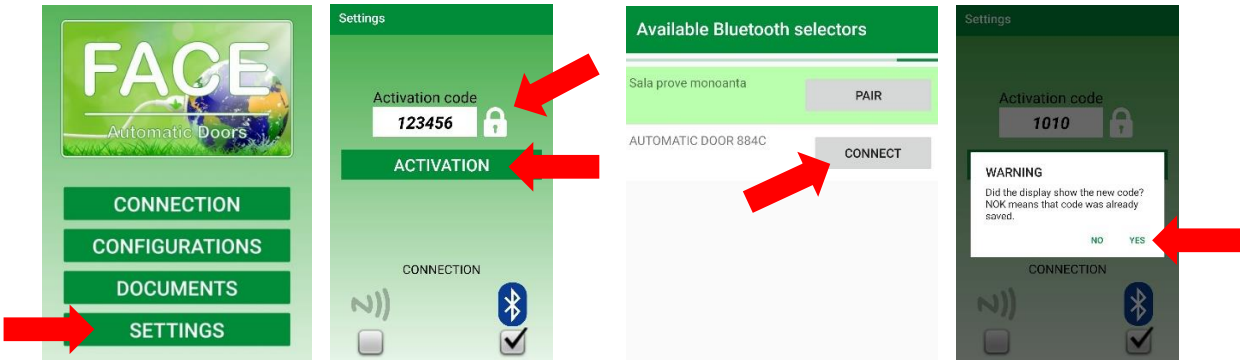 FACE
Automatic Doors
CONNECTION
CONFIGURATIONS
DOCUMENTS
SETTINGS
Settings
Activation code
123456
ACTIVATION
CONNECTION
Available Bluetooth selectors
Sala prove monoanta
PAIR
AUTOMATIC DOOR 884C
CONNECT
Settings
Activation code
1010
WARNING
Did the display show the new code?
NOK means that code was already
saved.
NO YES
CONNECTION